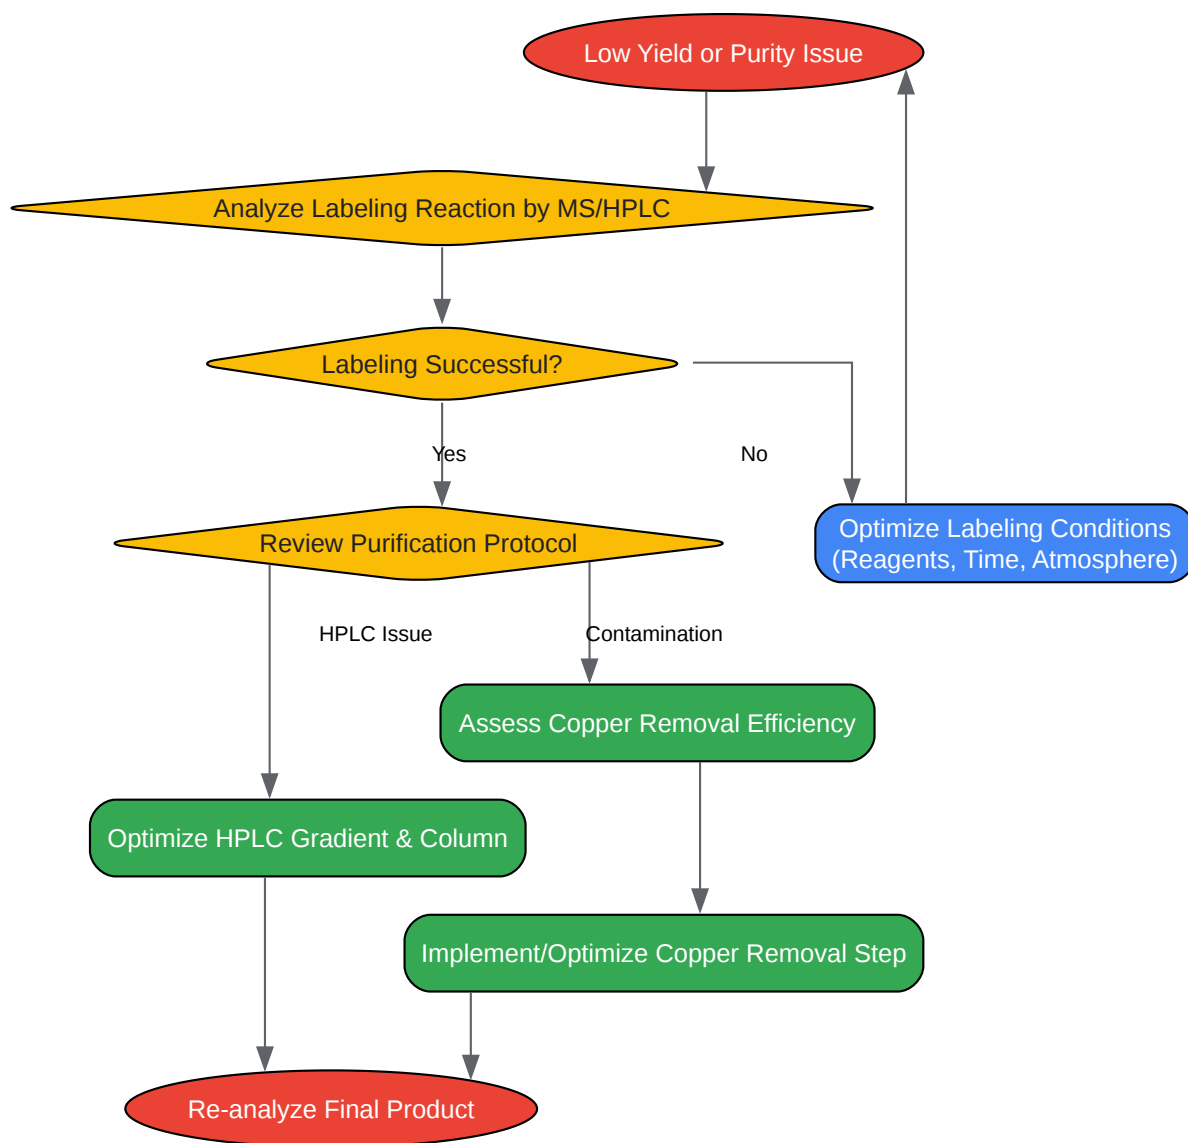 Low Yield or Purity Issue
Analyze Labeling Reaction by MS/HPLC
Labeling Successful?
Yes
No
Optimize Labeling Conditions
(Reagents, Time, Atmosphere)
Review Purification Protocol
HPLC Issue
Contamination
Assess Copper Removal Efficiency
Optimize HPLC Gradient & Column
Implement/Optimize Copper Removal Step
Re-analyze Final Product